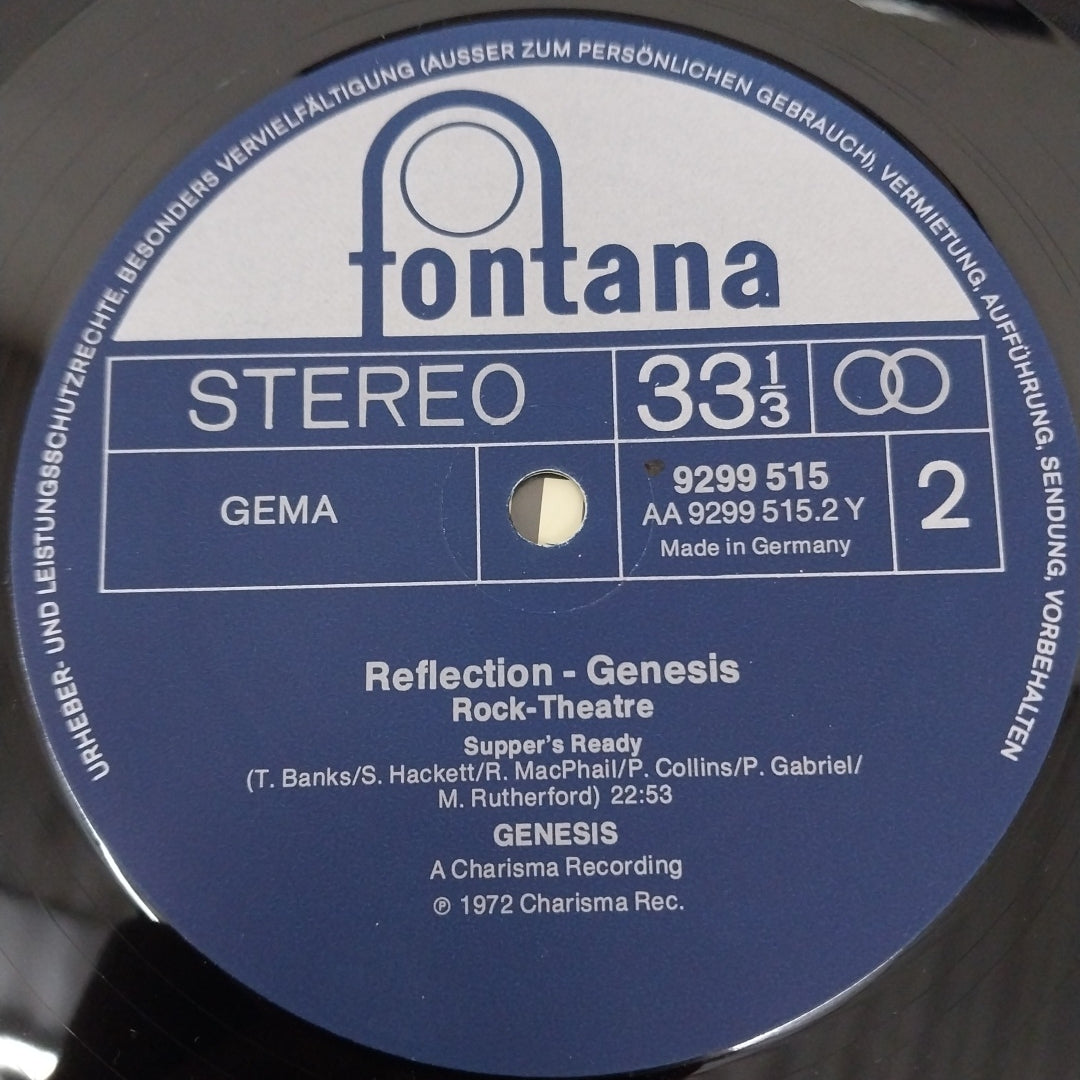 URHEBER- UND LEISTUNGSSCHUTZRECHTE, BESONDERS VERVIELFÄLTIGUNG (AUSSER ZUM PERSÖNLICHEN GEBRAUCH), VERMIETUNG, AUFFÜHRUNG, SENDUNG, VORBEHALTEN
fontana
STEREO 33 1/3
GEMA
9299 515
AA 9299 515.2 Y
Made in Germany
2
Reflection - Genesis
Rock-Theatre
Supper's Ready
(T. Banks/S. Hackett/R. MacPhail/P. Collins/P. Gabriel/
M. Rutherford) 22:53
GENESIS
A Charisma Recording
℗ 1972 Charisma Rec.